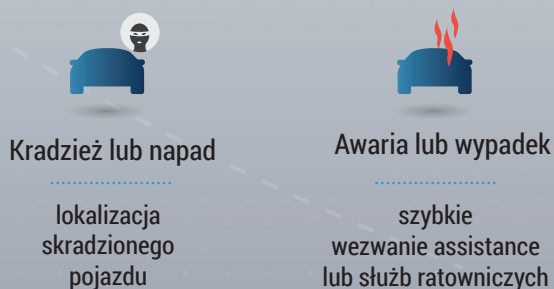 Kradzież lub napad
lokalizacja
skradzionego
pojazdu
Awaria lub wypadek
szybkie
wezwanie assistance
lub służb ratowniczych